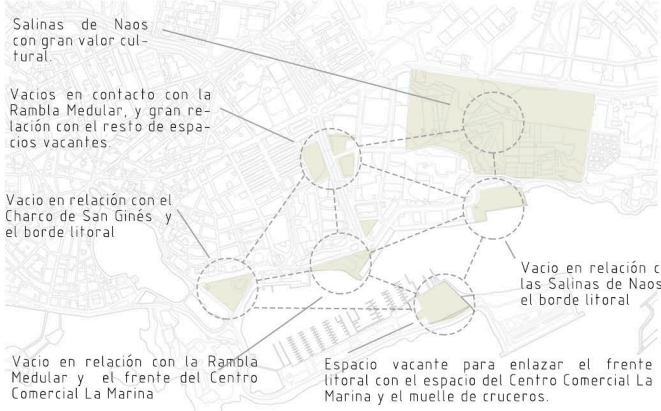 Salinas de Naos
con gran valor cul-
tural.
Vacios en contacto con la
Rambla Medular, y gran re-
lación con el resto de espa-
cios vacantes.
Vacio en relación con el
Charco de San Ginés y
el borde litoral
Vacio en relación
las Salinas de Naos
el borde litoral
Vacio en relación con la Rambla
Medular y el frente del Centro
Comercial La Marina
Espacio vacante para enlazar el frente
litoral con el espacio del Centro Comercial La
Marina y el muelle de cruceros.